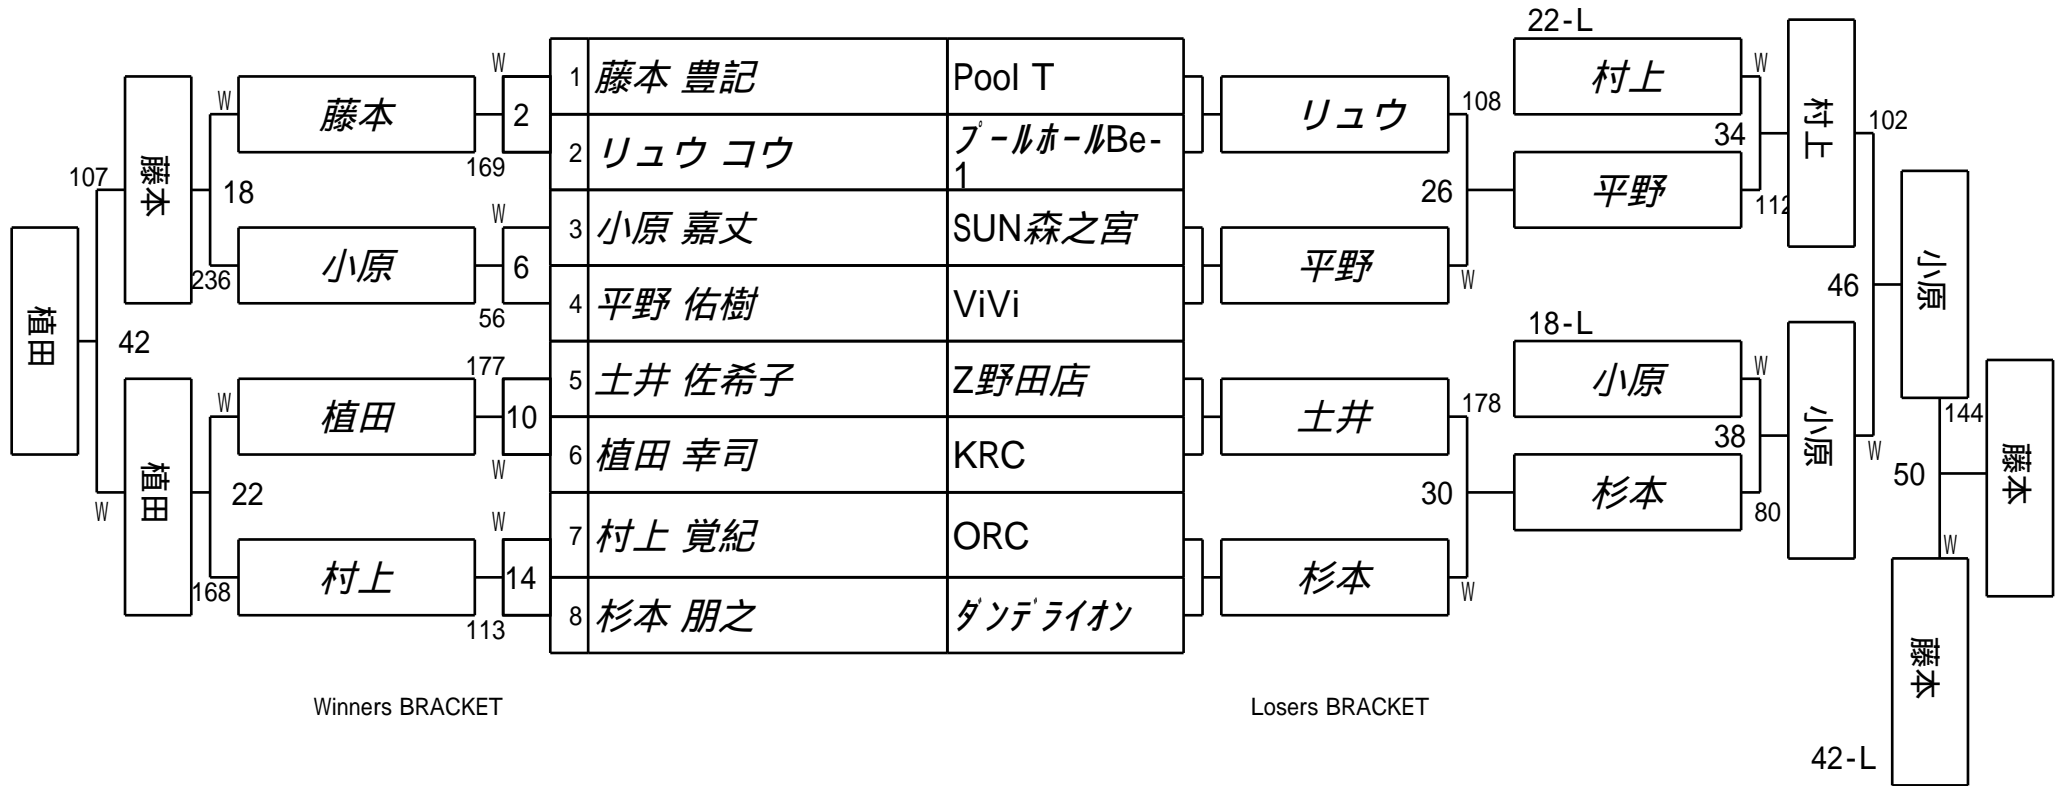 22-L
W
1 藤本 豊記 Pool T
W
藤本
2
リュウ
108
村上
W
村上
102
169
2 リュウ コウ プールホールBe-
1
34
107
藤本
18
W
26
平野
112
小原
3 小原 嘉丈 SUN森之宮
236
小原
6
平野
W
46
56
4 平野 佑樹 ViVi
植田
42
18-L
177
5 土井 佐希子 Z野田店
W
植田
10
土井
178
小原
W
小原
144
38
W
6 植田 幸司 KRC
W
藤本
植田
22
30
杉本
80
50
W
W
7 村上 覚紀 ORC
W
168
村上
14
杉本
W
113
8 杉本 朋之 ダンデライオン
藤本
Winners BRACKET
Losers BRACKET
42-L